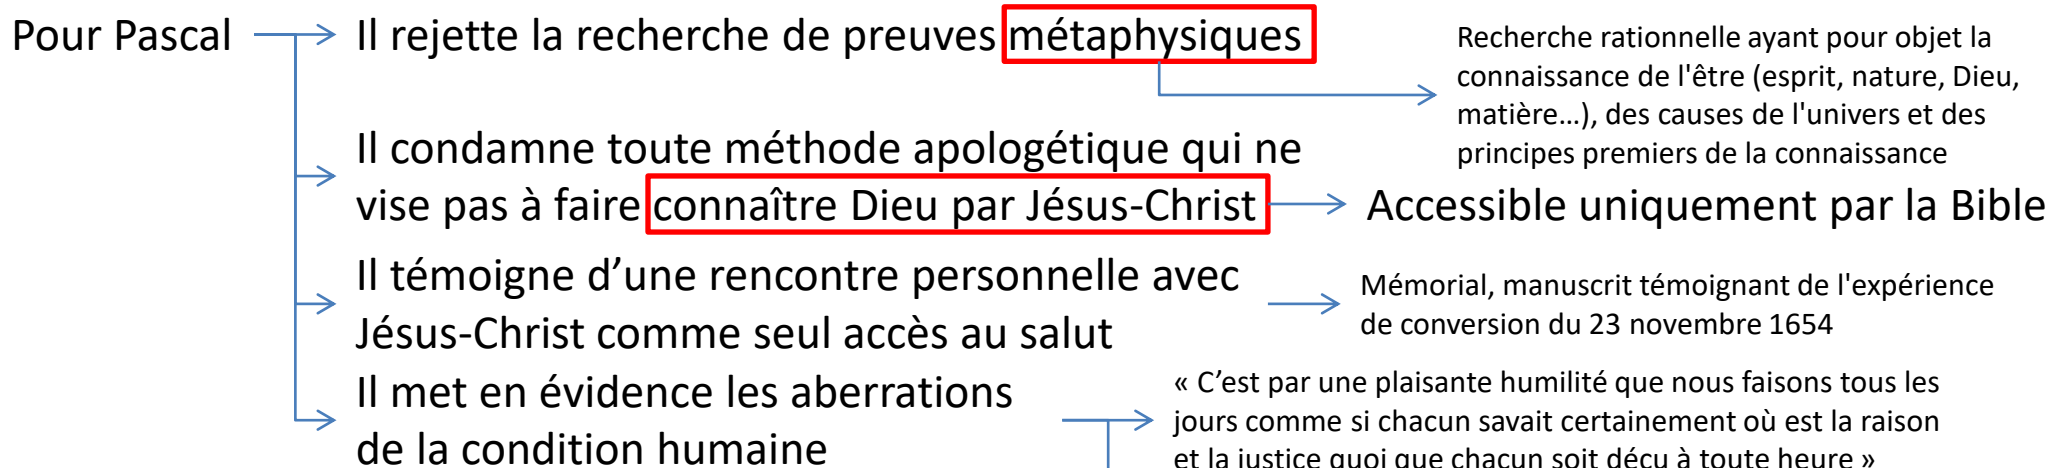 Pour Pascal
Il rejette la recherche de preuves métaphysiques
Recherche rationnelle ayant pour objet la
connaissance de l'être (esprit, nature, Dieu,
matière…), des causes de l'univers et des
principes premiers de la connaissance
Il condamne toute méthode apologétique qui ne
vise pas à faire connaître Dieu par Jésus-Christ
Accessible uniquement par la Bible
Il témoigne d’une rencontre personnelle avec
Jésus-Christ comme seul accès au salut
Mémorial, manuscrit témoignant de l'expérience
de conversion du 23 novembre 1654
Il met en évidence les aberrations
de la condition humaine
« C’est par une plaisante humilité que nous faisons tous les
jours comme si chacun savait certainement où est la raison
et la justice quoi que chacun soit déçu à toute heure »